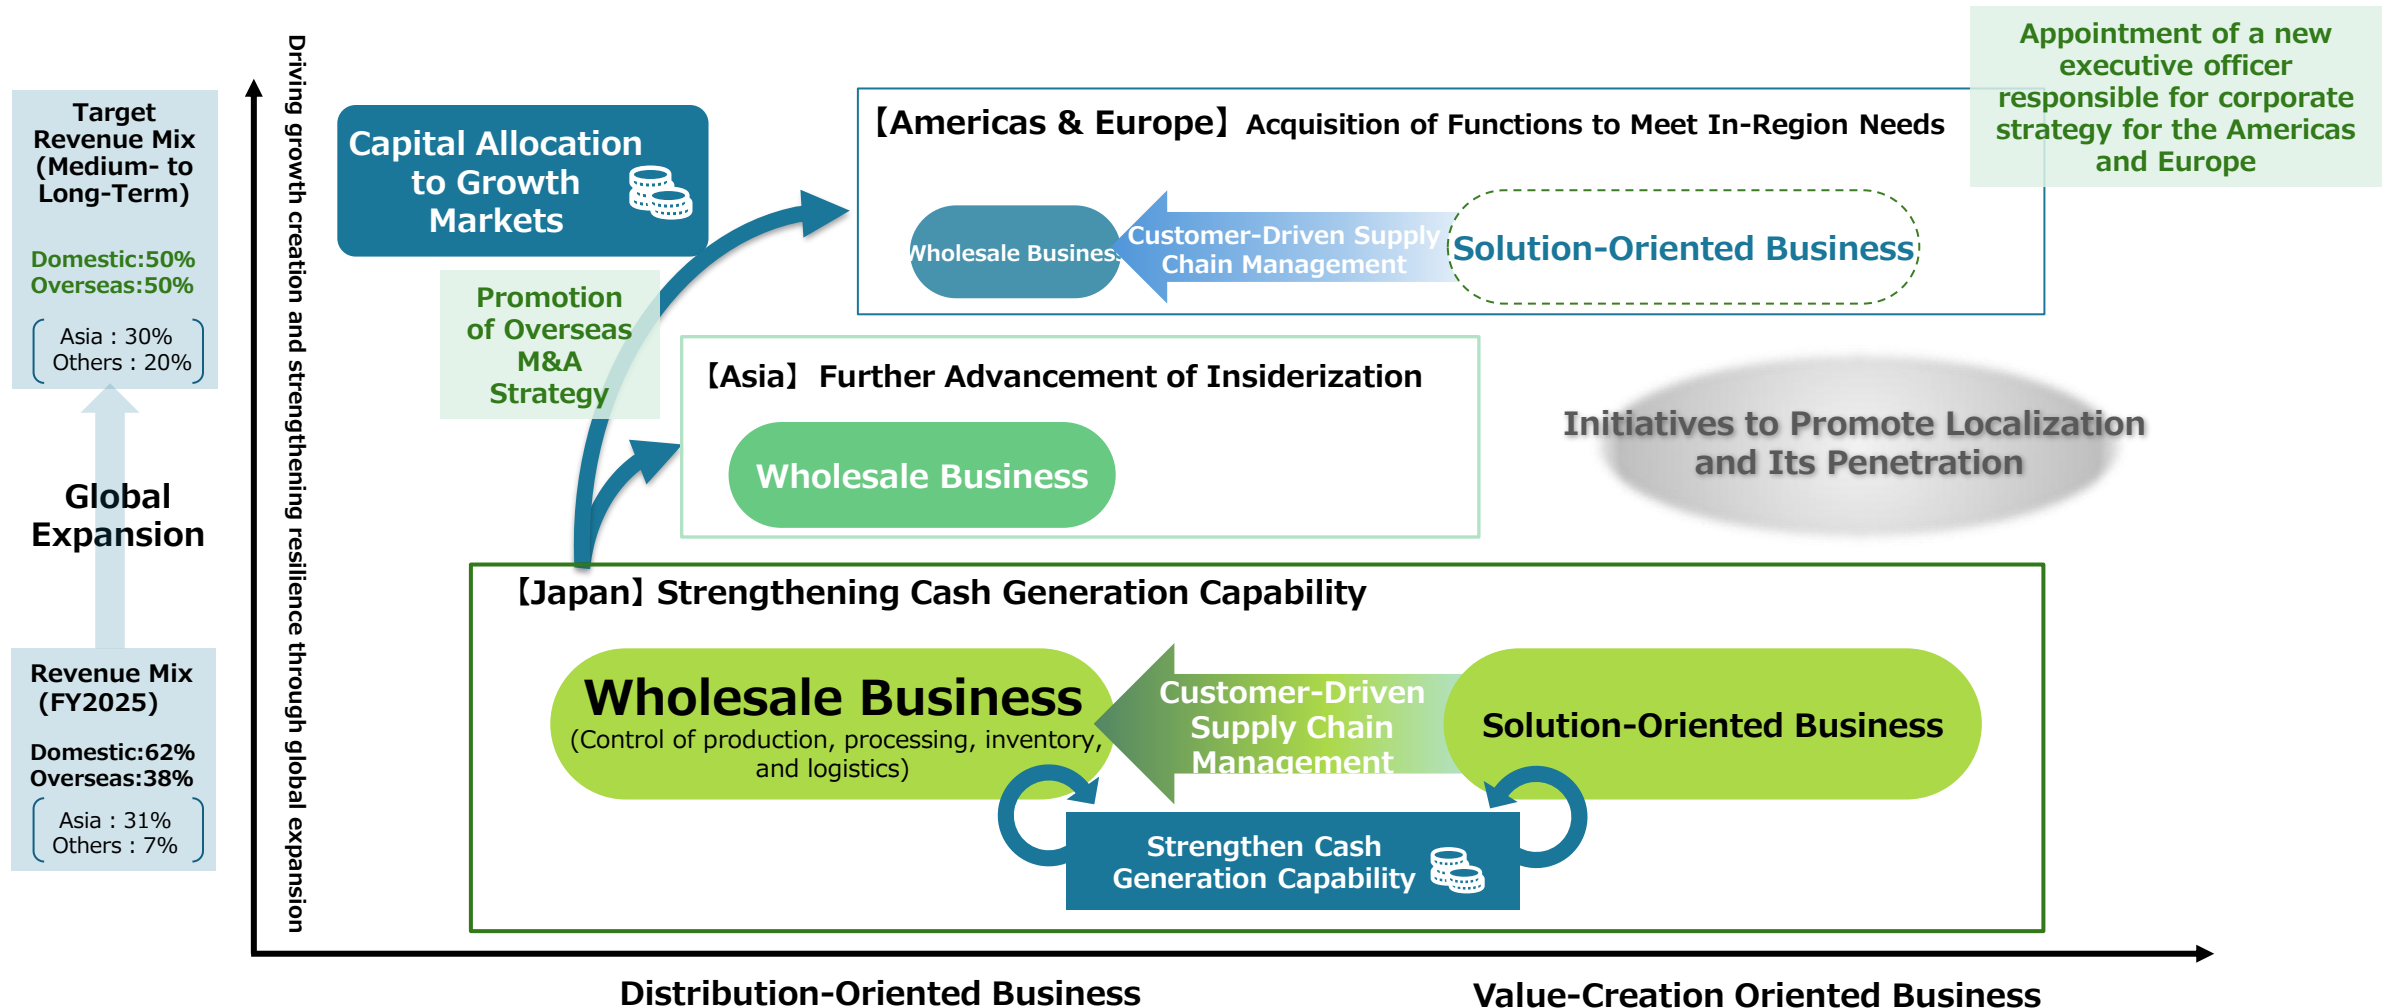 Target
Revenue Mix
(Medium- to
Long-Term)
Domestic:50%
Overseas:50%
Asia : 30%
Others : 20%
Global
Expansion
Revenue Mix
(FY2025)
Domestic:62%
Overseas:38%
Asia : 31%
Others : 7%
Driving growth creation and strengthening resilience through global expansion
Capital Allocation
to Growth
Markets
Promotion
of Overseas
M&A
Strategy
Appointment of a new
executive officer
responsible for corporate
strategy for the Americas
and Europe
【Americas & Europe】 Acquisition of Functions to Meet In-Region Needs
Wholesale Business
Customer-Driven Supply
Chain Management
Solution-Oriented Business
【Asia】 Further Advancement of Insiderization
Wholesale Business
Initiatives to Promote Localization
and Its Penetration
【Japan】 Strengthening Cash Generation Capability
Wholesale Business
(Control of production, processing, inventory,
and logistics)
Customer-Driven
Supply Chain
Management
Solution-Oriented Business
Strengthen Cash
Generation Capability
Distribution-Oriented Business
Value-Creation Oriented Business